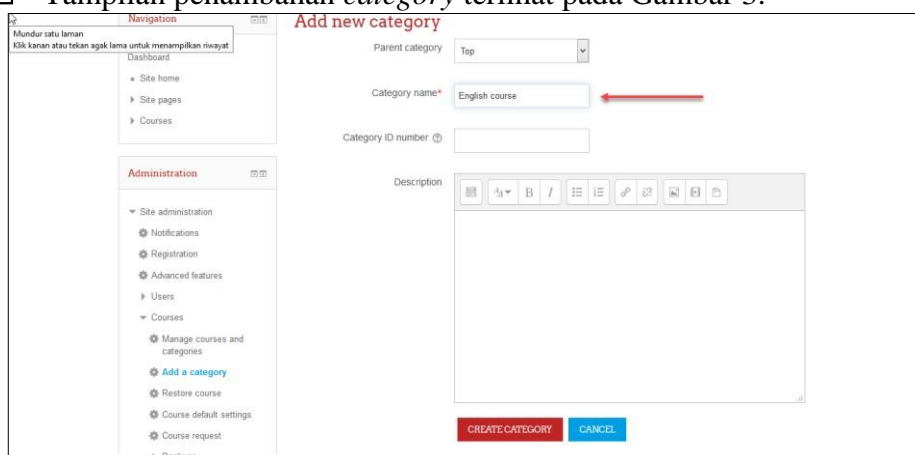 Tampilan penambahan category terlihat pada Gambar 3.
Navigation
Mundur satu laman
Klik kanan atau tekan agak lama untuk menampilkan riwayat
Dashboard
Site home
Site pages
Courses
Administration
Site administration
Notifications
Registration
Advanced features
Users
Courses
Manage courses and
categories
Add a category
Restore course
Course default settings
Course request
Add new category
Parent category
Top
Category name*
English course
Category ID number
Description
B I
CREATE CATEGORY
CANCEL